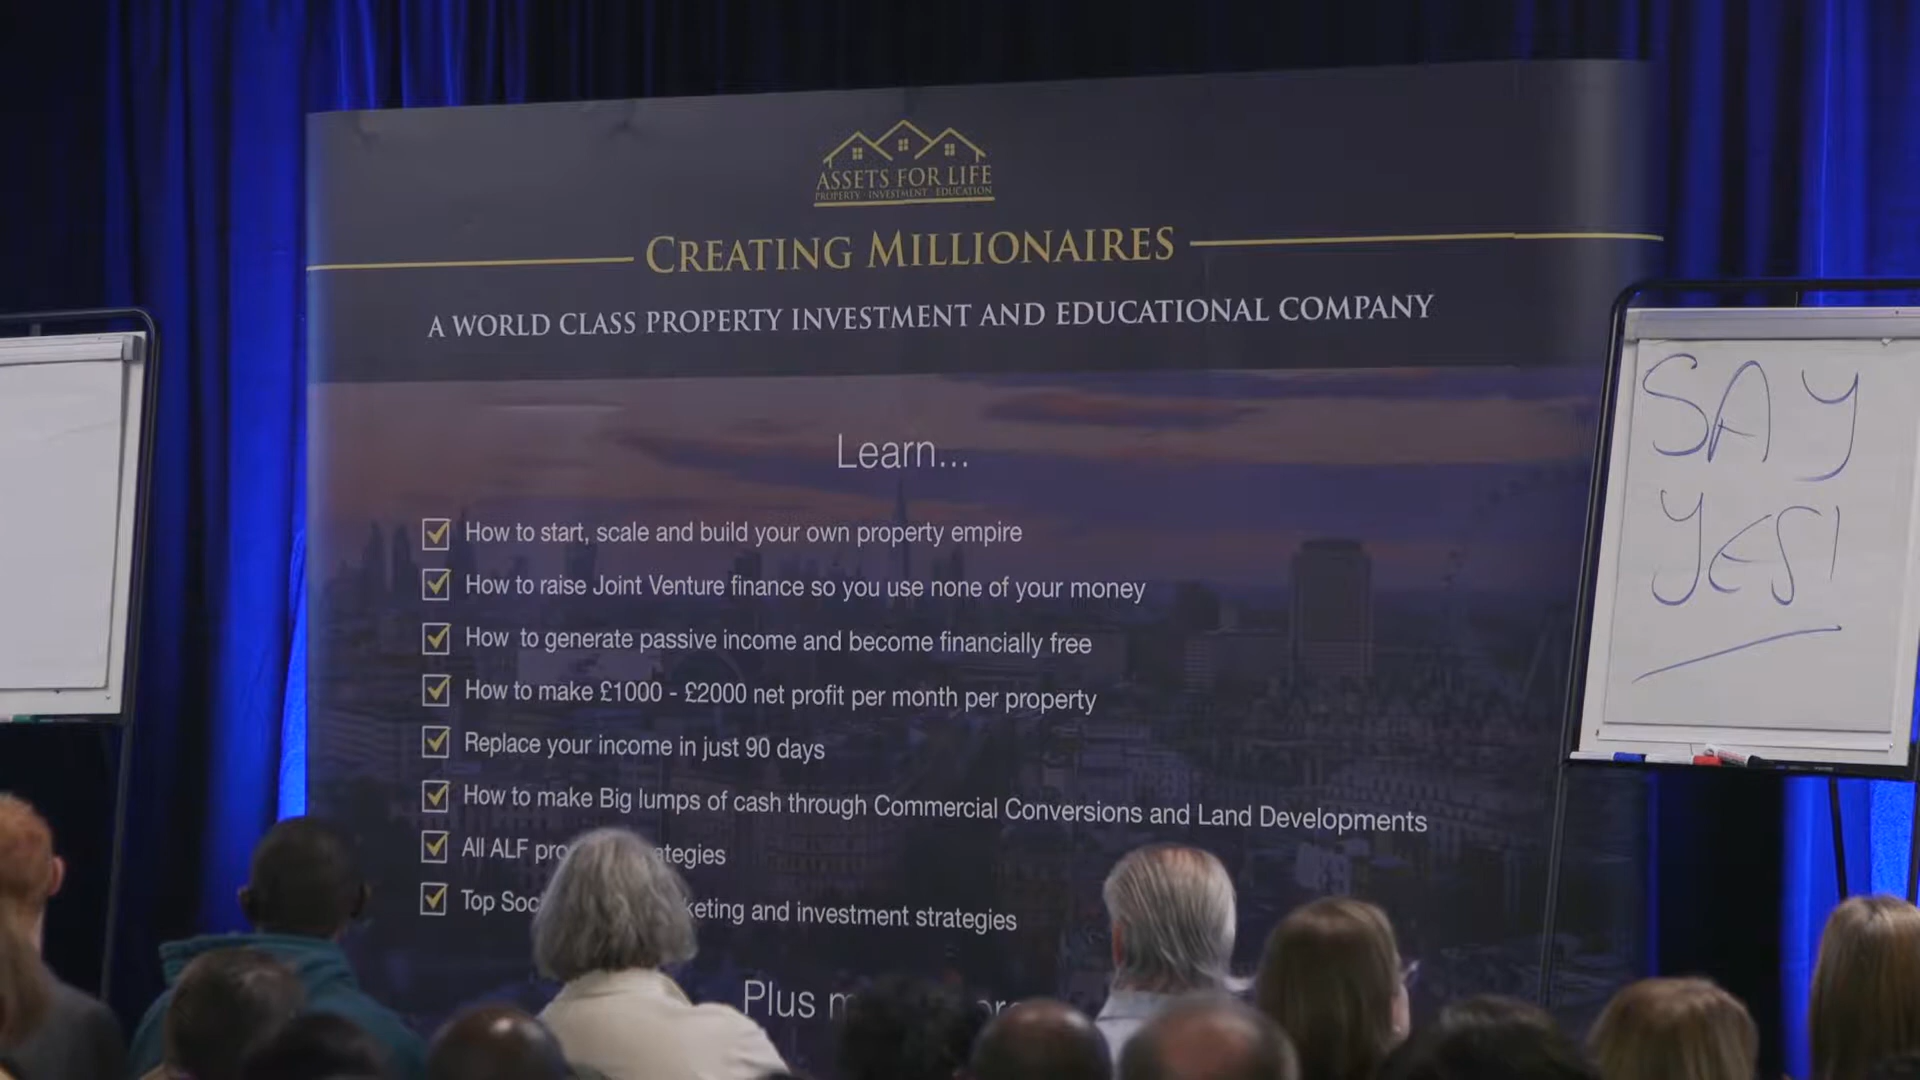 ASSETS FOR LIFE
PROPERTY · INVESTMENT · EDUCATION
CREATING MILLIONAIRES
A WORLD CLASS PROPERTY INVESTMENT AND EDUCATIONAL COMPANY
Learn...
How to start, scale and build your own property empire
How to raise Joint Venture finance so you use none of your money
How to generate passive income and become financially free
How to make £1000 - £2000 net profit per month per property
Replace your income in just 90 days
How to make Big lumps of cash through Commercial Conversions and Land Developments
All ALF
Top and investment strategies
Plus
SAY
YES!